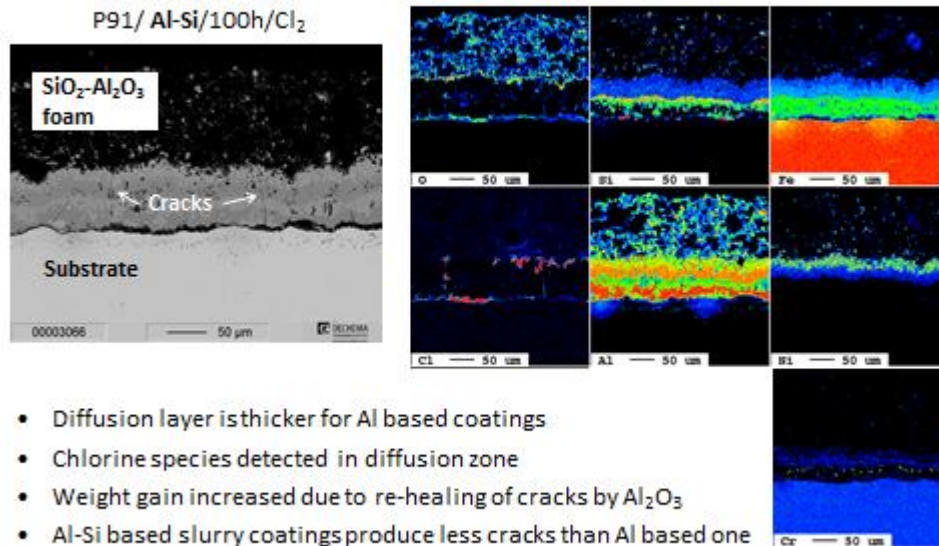 P91/ Al-Si/100h/Cl₂
SiO₂-Al₂O₃
foam
Cracks
Substrate
00003066
50 µm
DECHEMA
O 50 um
Si 50 um
Fe 50 um
Cl 50 um
Al 50 um
Ni 50 um
Cr 50 um
• Diffusion layer isthicker for Al based coatings
• Chlorine species detected in diffusion zone
• Weight gain increased due to re-healing of cracks by Al₂O₃
• Al-Si based slurry coatings produce less cracks than Al based one